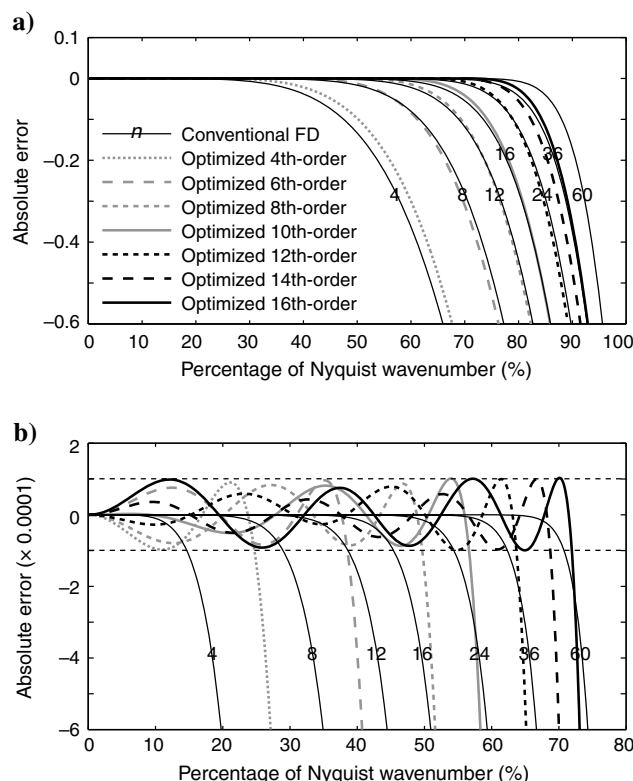 a)
0.1
0
−0.2
−0.4
−0.6
Absolute error
n Conventional FD
Optimized 4th-order
Optimized 6th-order
Optimized 8th-order
Optimized 10th-order
Optimized 12th-order
Optimized 14th-order
Optimized 16th-order
4 8 12 16 24 36 60
0 10 20 30 40 50 60 70 80 90 100
Percentage of Nyquist wavenumber (%)
b)
2
1
0
−1
−2
−4
−6
Absolute error (× 0.0001)
4 8 12 16 24 36 60
0 10 20 30 40 50 60 70 80
Percentage of Nyquist wavenumber (%)